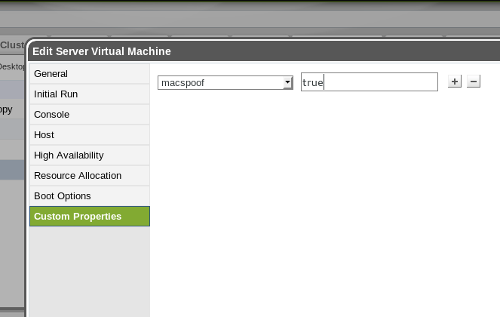 Clust
Edit Server Virtual Machine
Desktop
General
macspoof
true
Initial Run
opy
Console
Host
High Availability
Resource Allocation
Boot Options
Custom Properties